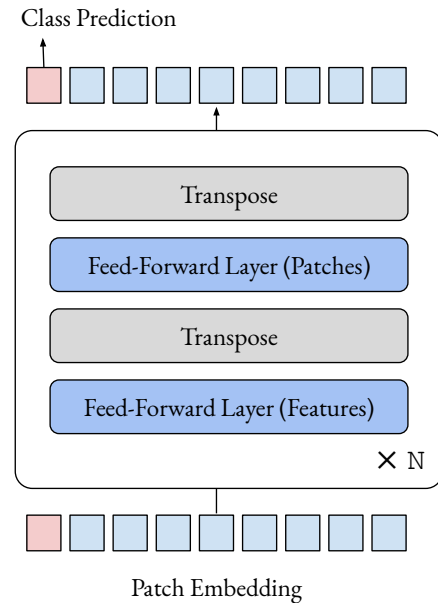 Class Prediction
Transpose
Feed-Forward Layer (Patches)
Transpose
Feed-Forward Layer (Features)
× N
Patch Embedding